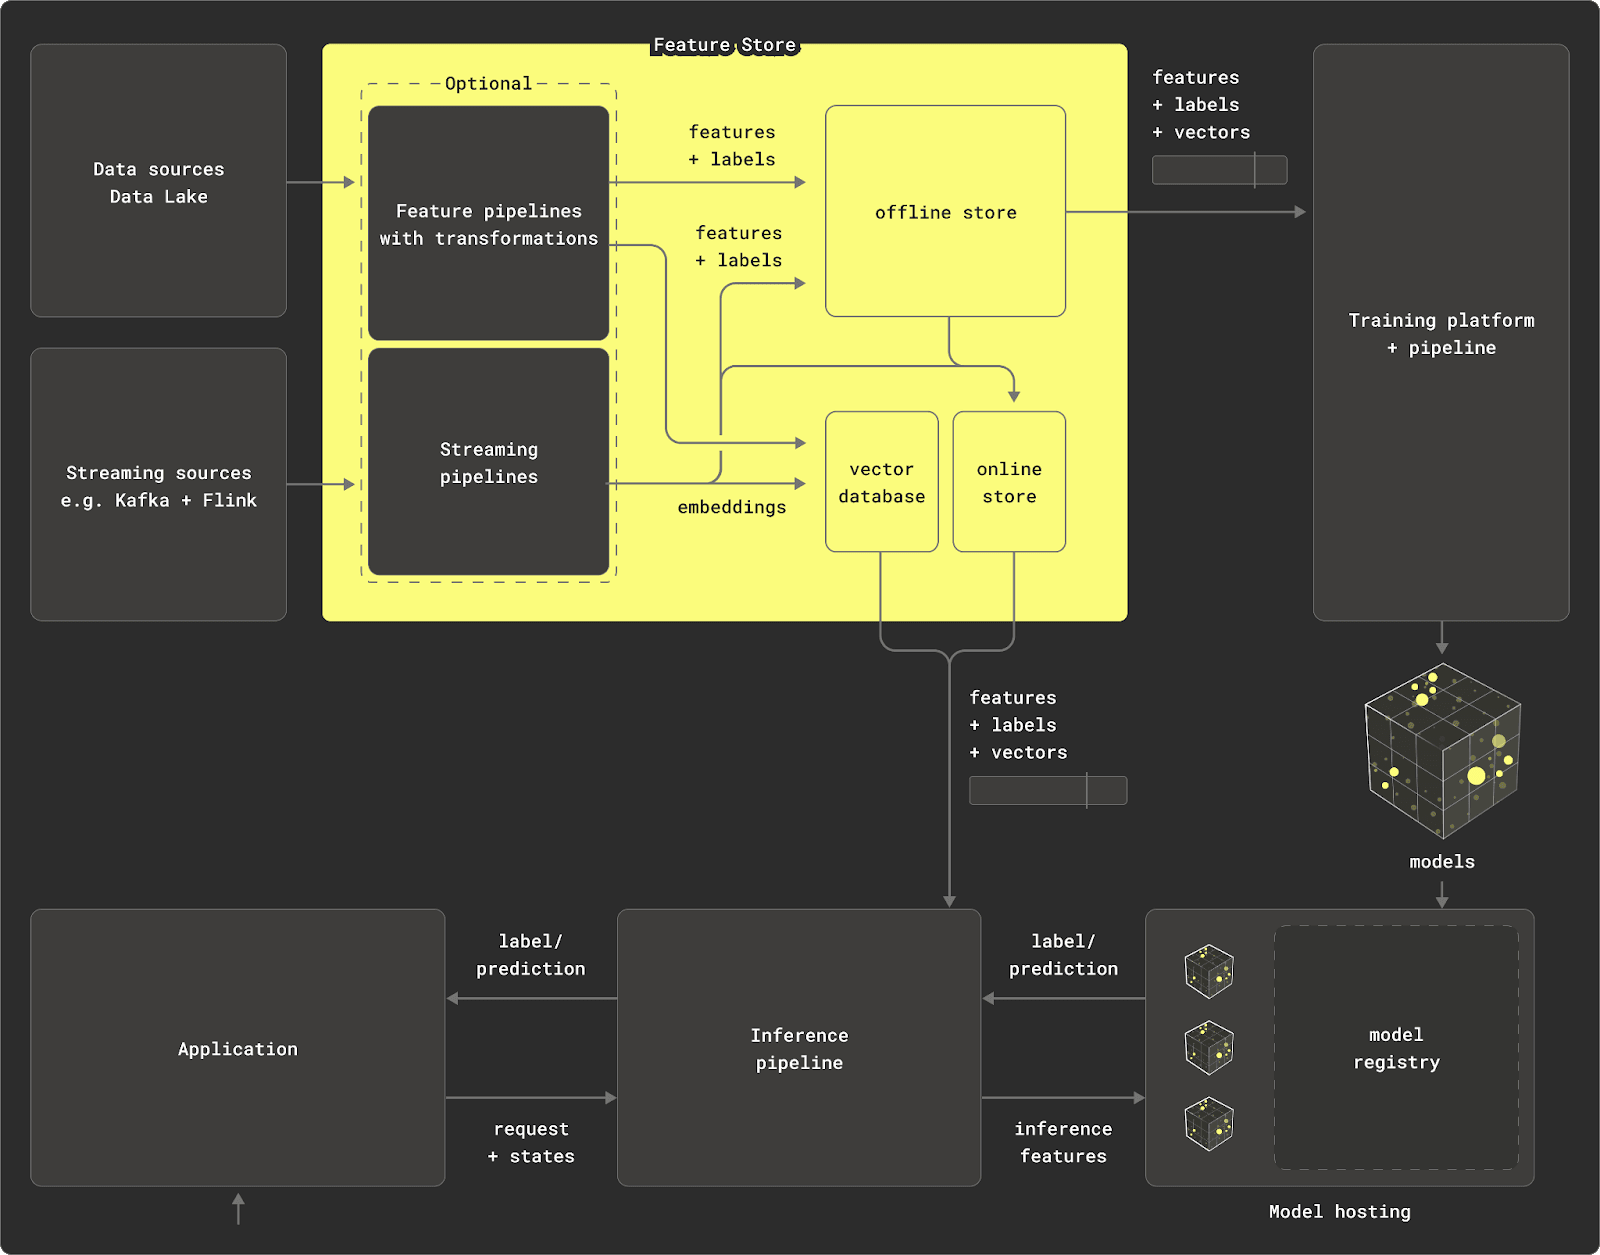 Feature Store
Optional
Data sources
Data Lake
Feature pipelines
with transformations
features
+ labels
features
+ labels
offline store
features
+ labels
+ vectors
Training platform
+ pipeline
Streaming sources
e.g. Kafka + Flink
Streaming
pipelines
embeddings
vector
database
online
store
features
+ labels
+ vectors
models
Application
label/
prediction
request
+ states
Inference
pipeline
label/
prediction
inference
features
model
registry
Model hosting